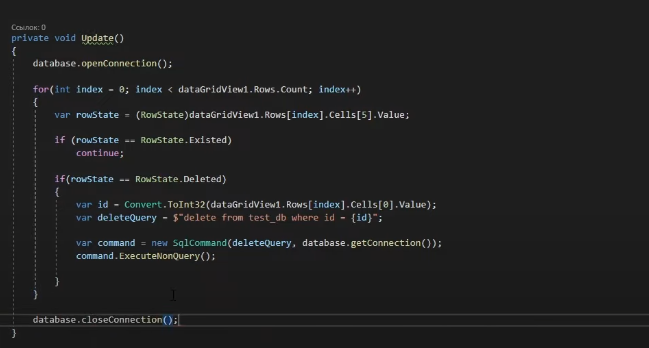 Ссылок: 0
private void Update()
{
database.openConnection();
for(int index = 0; index < dataGridView1.Rows.Count; index++)
{
var rowState = (RowState)dataGridView1.Rows[index].Cells[5].Value;
if (rowState == RowState.Existed)
continue;
if(rowState == RowState.Deleted)
{
var id = Convert.ToInt32(dataGridView1.Rows[index].Cells[0].Value);
var deleteQuery = $"delete from test_db where id = {id}";
var command = new SqlCommand(deleteQuery, database.getConnection());
command.ExecuteNonQuery();
}
}
database.closeConnection();
}